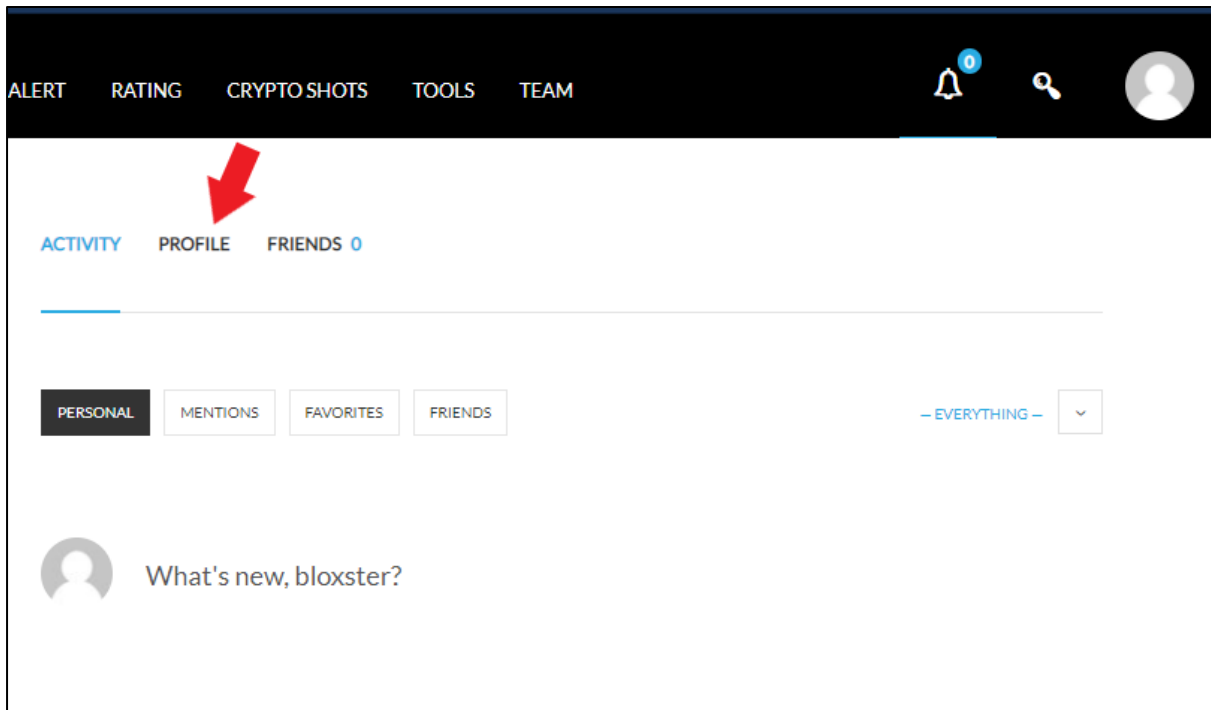 ALERT RATING CRYPTO SHOTS TOOLS TEAM 0
ACTIVITY PROFILE FRIENDS 0
PERSONAL MENTIONS FAVORITES FRIENDS – EVERYTHING –
What's new, bloxster?